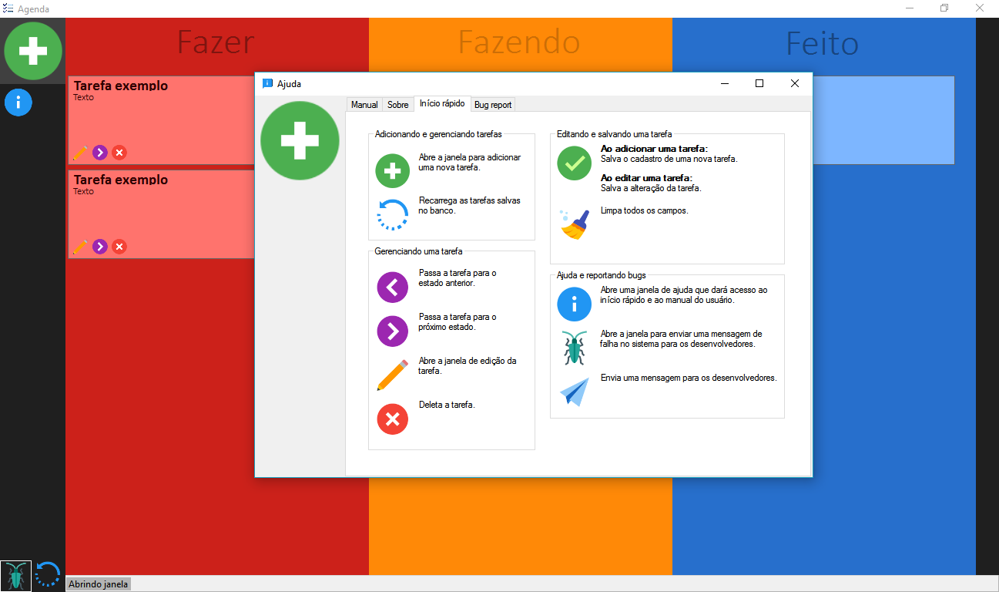 Agenda
Fazer
Fazendo
Feito
Tarefa exemplo
Texto
Tarefa exemplo
Texto
Ajuda
Manual
Sobre
Início rápido
Bug report
Adicionando e gerenciando tarefas
Abre a janela para adicionar
uma nova tarefa.
Recarrega as tarefas salvas
no banco.
Gerenciando uma tarefa
Passa a tarefa para o
estado anterior.
Passa a tarefa para o
próximo estado.
Abre a janela de edição da
tarefa.
Deleta a tarefa.
Editando e salvando uma tarefa
Ao adicionar uma tarefa:
Salva o cadastro de uma nova tarefa.
Ao editar uma tarefa:
Salva a alteração da tarefa.
Limpa todos os campos.
Ajuda e reportando bugs
Abre uma janela de ajuda que dará acesso ao
início rápido e ao manual do usuário.
Abre a janela para enviar uma mensagem de
falha no sistema para os desenvolvedores.
Envia uma mensagem para os desenvolvedores.
Abrindo janela